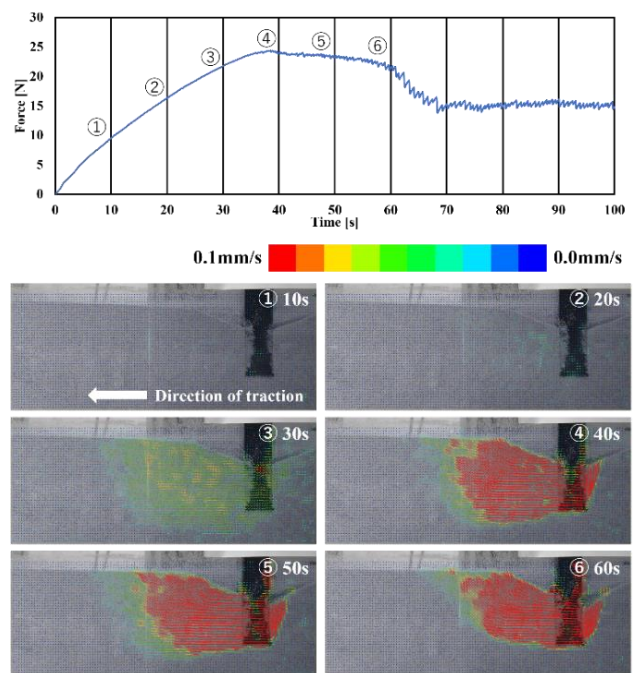 30
25
20
15
10
5
0
Force [N]
① ② ③ ④ ⑤ ⑥
0 10 20 30 40 50 60 70 80 90 100
Time [s]
0.1mm/s 0.0mm/s
① 10s ② 20s
Direction of traction
③ 30s ④ 40s
⑤ 50s ⑥ 60s